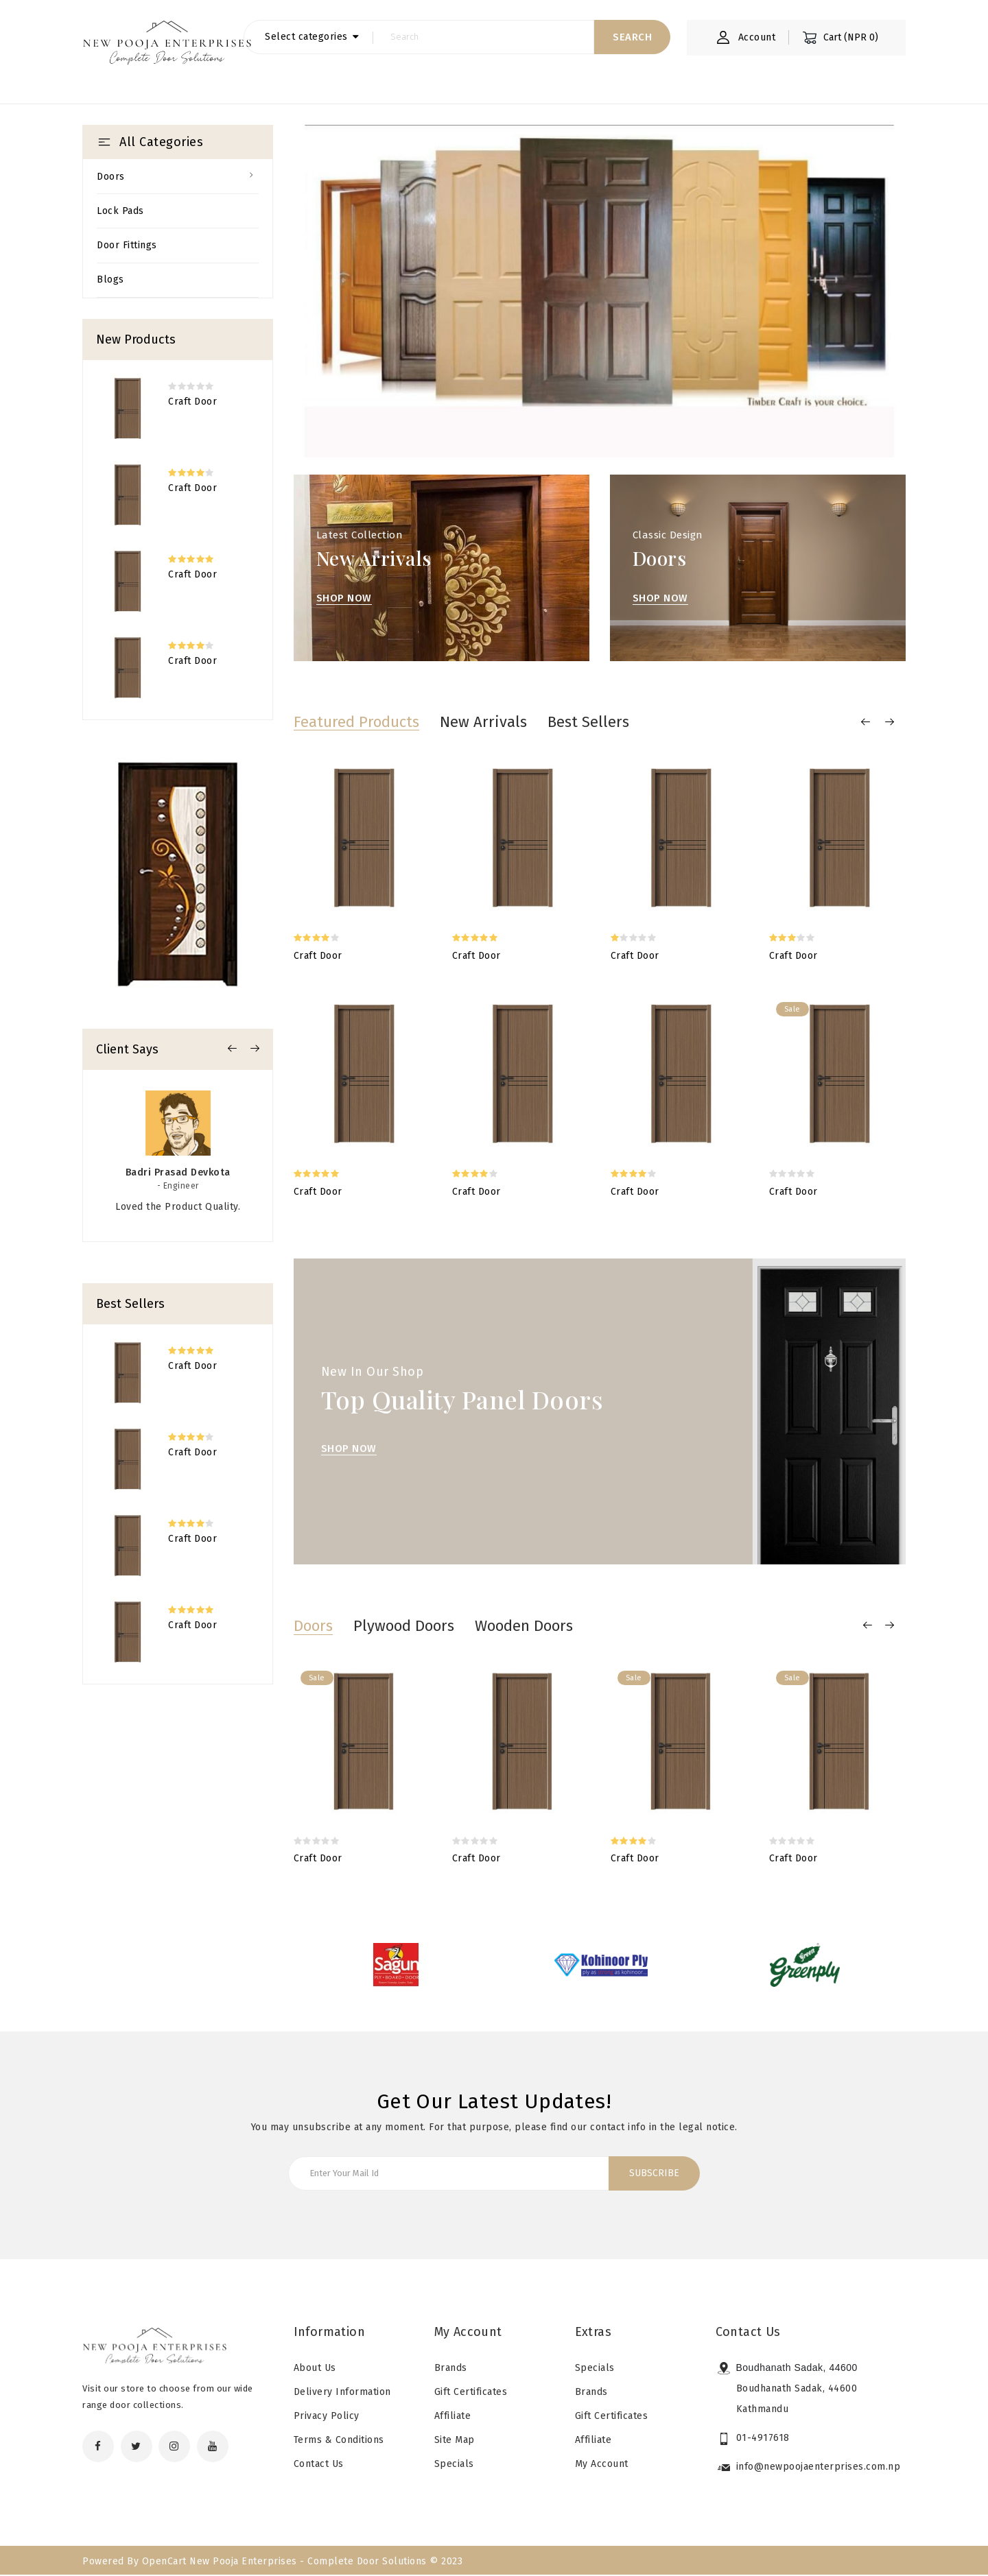 NEW POOJA ENTERPRISES
Complete Door Solutions
Select categories
Search
SEARCH
Account
Cart (NPR 0)
All Categories
Doors
Lock Pads
Door Fittings
Blogs
TIMBER CRAFT IS YOUR CHOICE.
New Products
Craft Door
Craft Door
Craft Door
Craft Door
Latest Collection
New Arrivals
SHOP NOW
Classic Design
Doors
SHOP NOW
Featured Products New Arrivals Best Sellers
Craft Door Craft Door Craft Door Craft Door
Sale
Craft Door Craft Door Craft Door Craft Door
Client Says
Badri Prasad Devkota
- Engineer
Loved the Product Quality.
Best Sellers
Craft Door
Craft Door
Craft Door
Craft Door
New In Our Shop
Top Quality Panel Doors
SHOP NOW
Doors Plywood Doors Wooden Doors
Sale Sale Sale
Craft Door Craft Door Craft Door Craft Door
Sagun
PLY • BOARD • DOOR
Kohinoor Ply
ply as as kohinoor
Green
Greenply
Get Our Latest Updates!
You may unsubscribe at any moment. For that purpose, please find our contact info in the legal notice.
Enter Your Mail Id
SUBSCRIBE
NEW POOJA ENTERPRISES
Complete Door Solutions
Visit our store to choose from our wide
range door collections.
Information
About Us
Delivery Information
Privacy Policy
Terms & Conditions
Contact Us
My Account
Brands
Gift Certificates
Affiliate
Site Map
Specials
Extras
Specials
Brands
Gift Certificates
Affiliate
My Account
Contact Us
Boudhanath Sadak, 44600
Boudhanath Sadak, 44600
Kathmandu
01-4917618
info@newpoojaenterprises.com.np
Powered By OpenCart New Pooja Enterprises - Complete Door Solutions © 2023